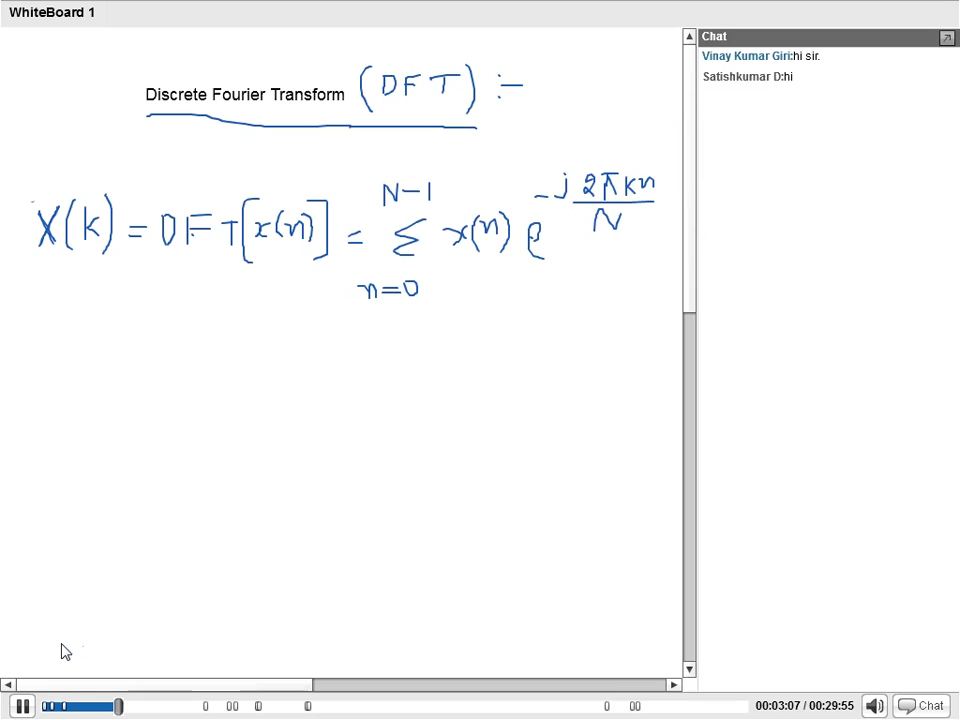 WhiteBoard 1
Chat
Vinay Kumar Giri:hi sir.
Satishkumar D:hi
Discrete Fourier Transform (DFT) :-
X(k) = DFT[x(n)] = N-1 Σ n=0 x(n) e -j 2πkn / N
00:03:07 / 00:29:55
Chat